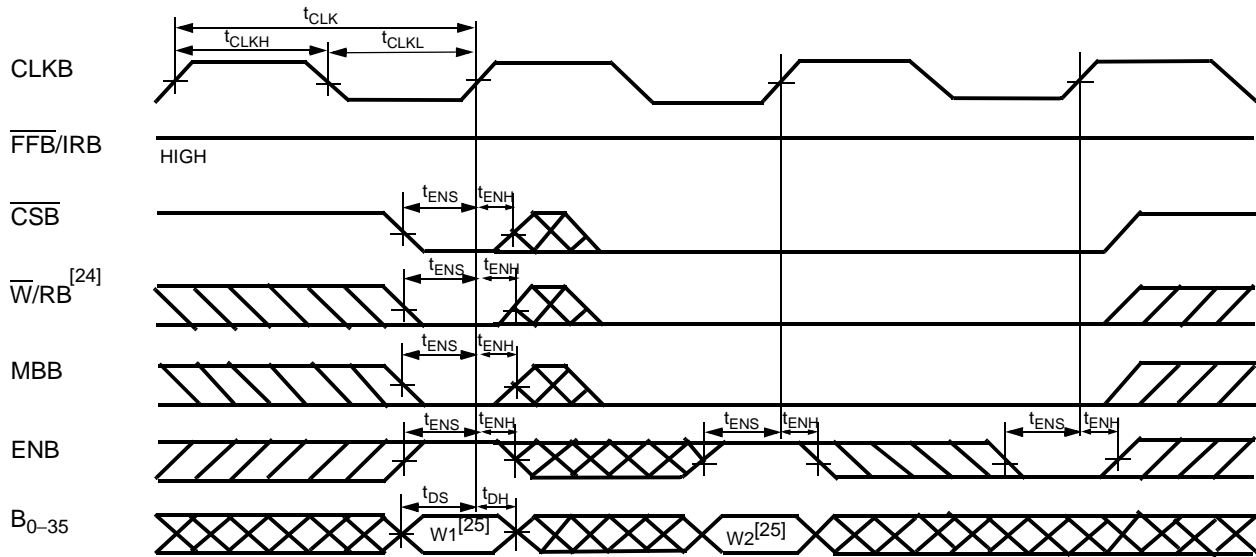 tCLK
tCLKH tCLKL
CLKB
FFB/IRB
HIGH
tENS tENH
CSB
tENS tENH
W/RB[24]
tENS tENH
MBB
tENS tENH tENS tENH tENS tENH
ENB
tDS tDH
B0–35 W1[25] W2[25]